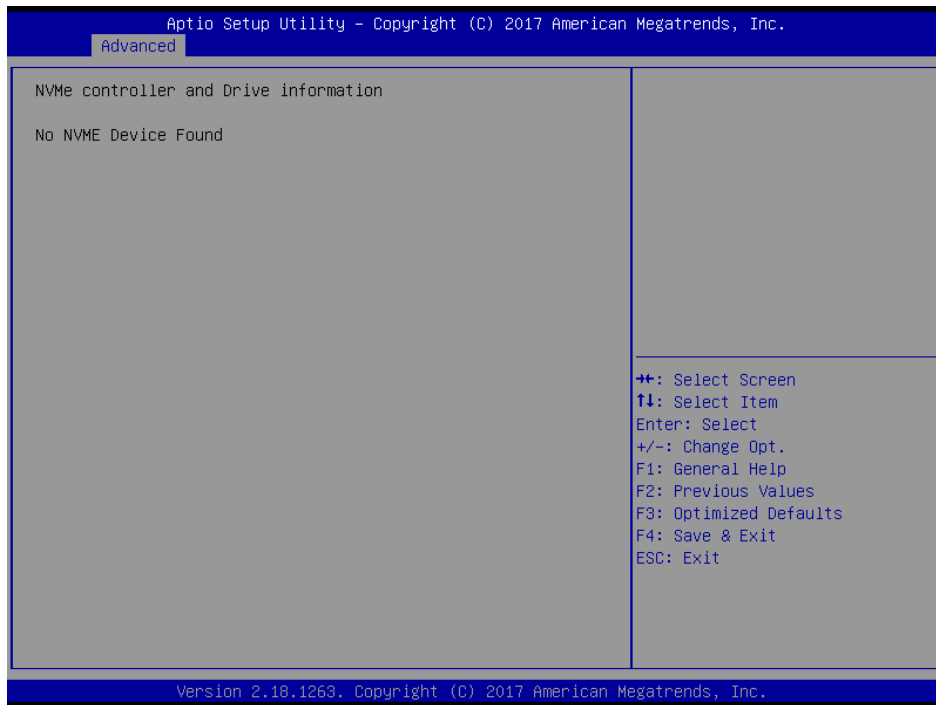 Aptio Setup Utility – Copyright (C) 2017 American Megatrends, Inc.
Advanced
NVMe controller and Drive information
No NVME Device Found
→←: Select Screen
↑↓: Select Item
Enter: Select
+/-: Change Opt.
F1: General Help
F2: Previous Values
F3: Optimized Defaults
F4: Save & Exit
ESC: Exit
Version 2.18.1263. Copyright (C) 2017 American Megatrends, Inc.